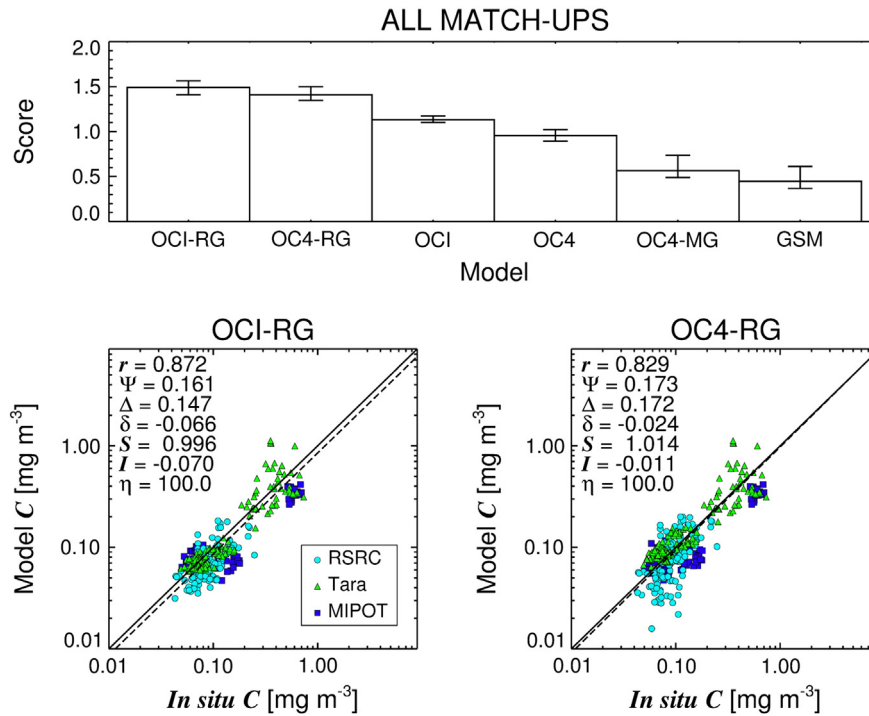 ALL MATCH-UPS
2.0
1.5
1.0
0.5
0.0
Score
OCI-RG OC4-RG OCI OC4 OC4-MG GSM
Model
OCI-RG
r = 0.872
Ψ = 0.161
Δ = 0.147
δ = -0.066
S = 0.996
I = -0.070
η = 100.0
1.00
0.10
0.01
Model C [mg m⁻³]
RSRC
Tara
MIPOT
0.01 0.10 1.00
In situ C [mg m⁻³]
OC4-RG
r = 0.829
Ψ = 0.173
Δ = 0.172
δ = -0.024
S = 1.014
I = -0.011
η = 100.0
1.00
0.10
0.01
Model C [mg m⁻³]
0.01 0.10 1.00
In situ C [mg m⁻³]